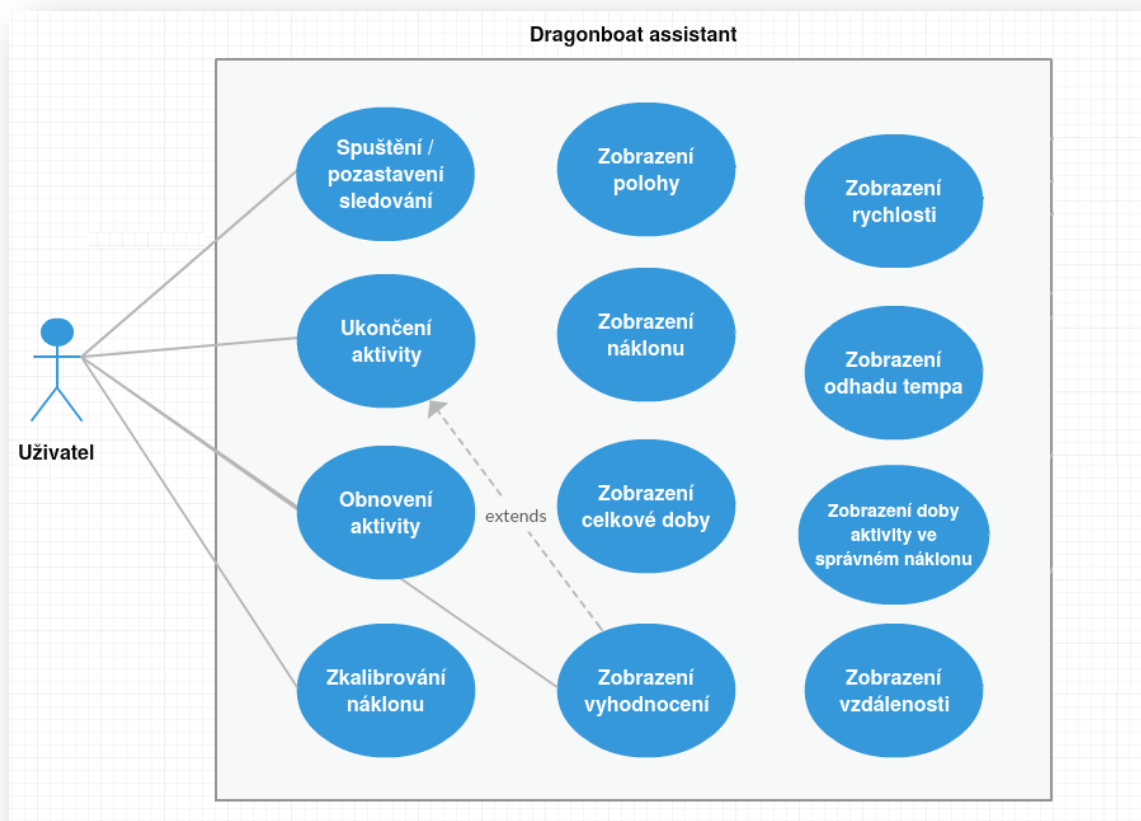 Dragonboat assistant
Spuštění /
pozastavení
sledování
Zobrazení
polohy
Zobrazení
rychlosti
Ukončení
aktivity
Zobrazení
náklonu
Zobrazení
odhadu tempa
Uživatel
Obnovení
aktivity
extends
Zobrazení
celkové doby
Zobrazení doby
aktivity ve
správném náklonu
Zkalibrování
náklonu
Zobrazení
vyhodnocení
Zobrazení
vzdálenosti